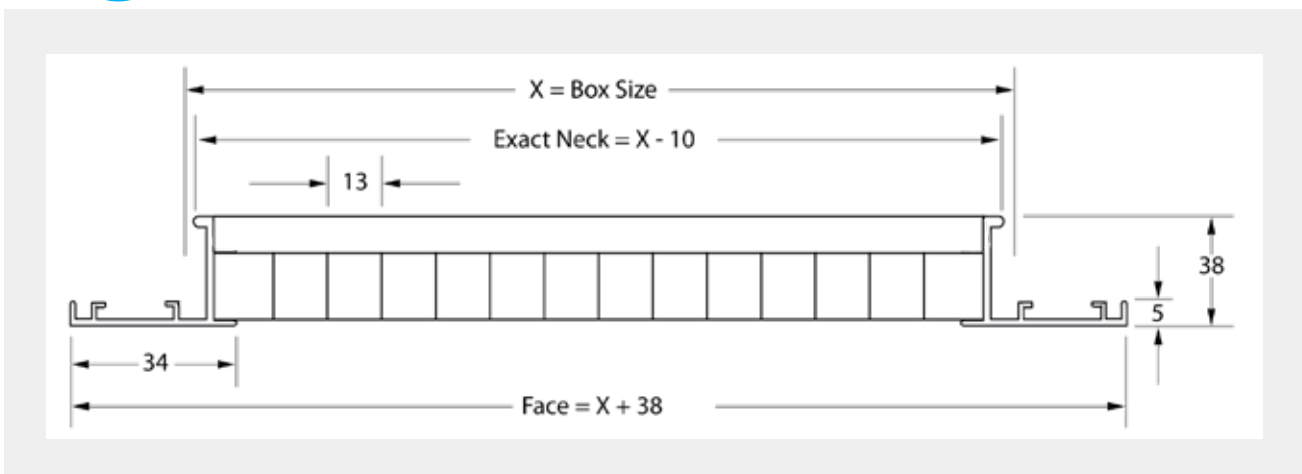 X = Box Size
Exact Neck = X - 10
13
38
5
34
Face = X + 38